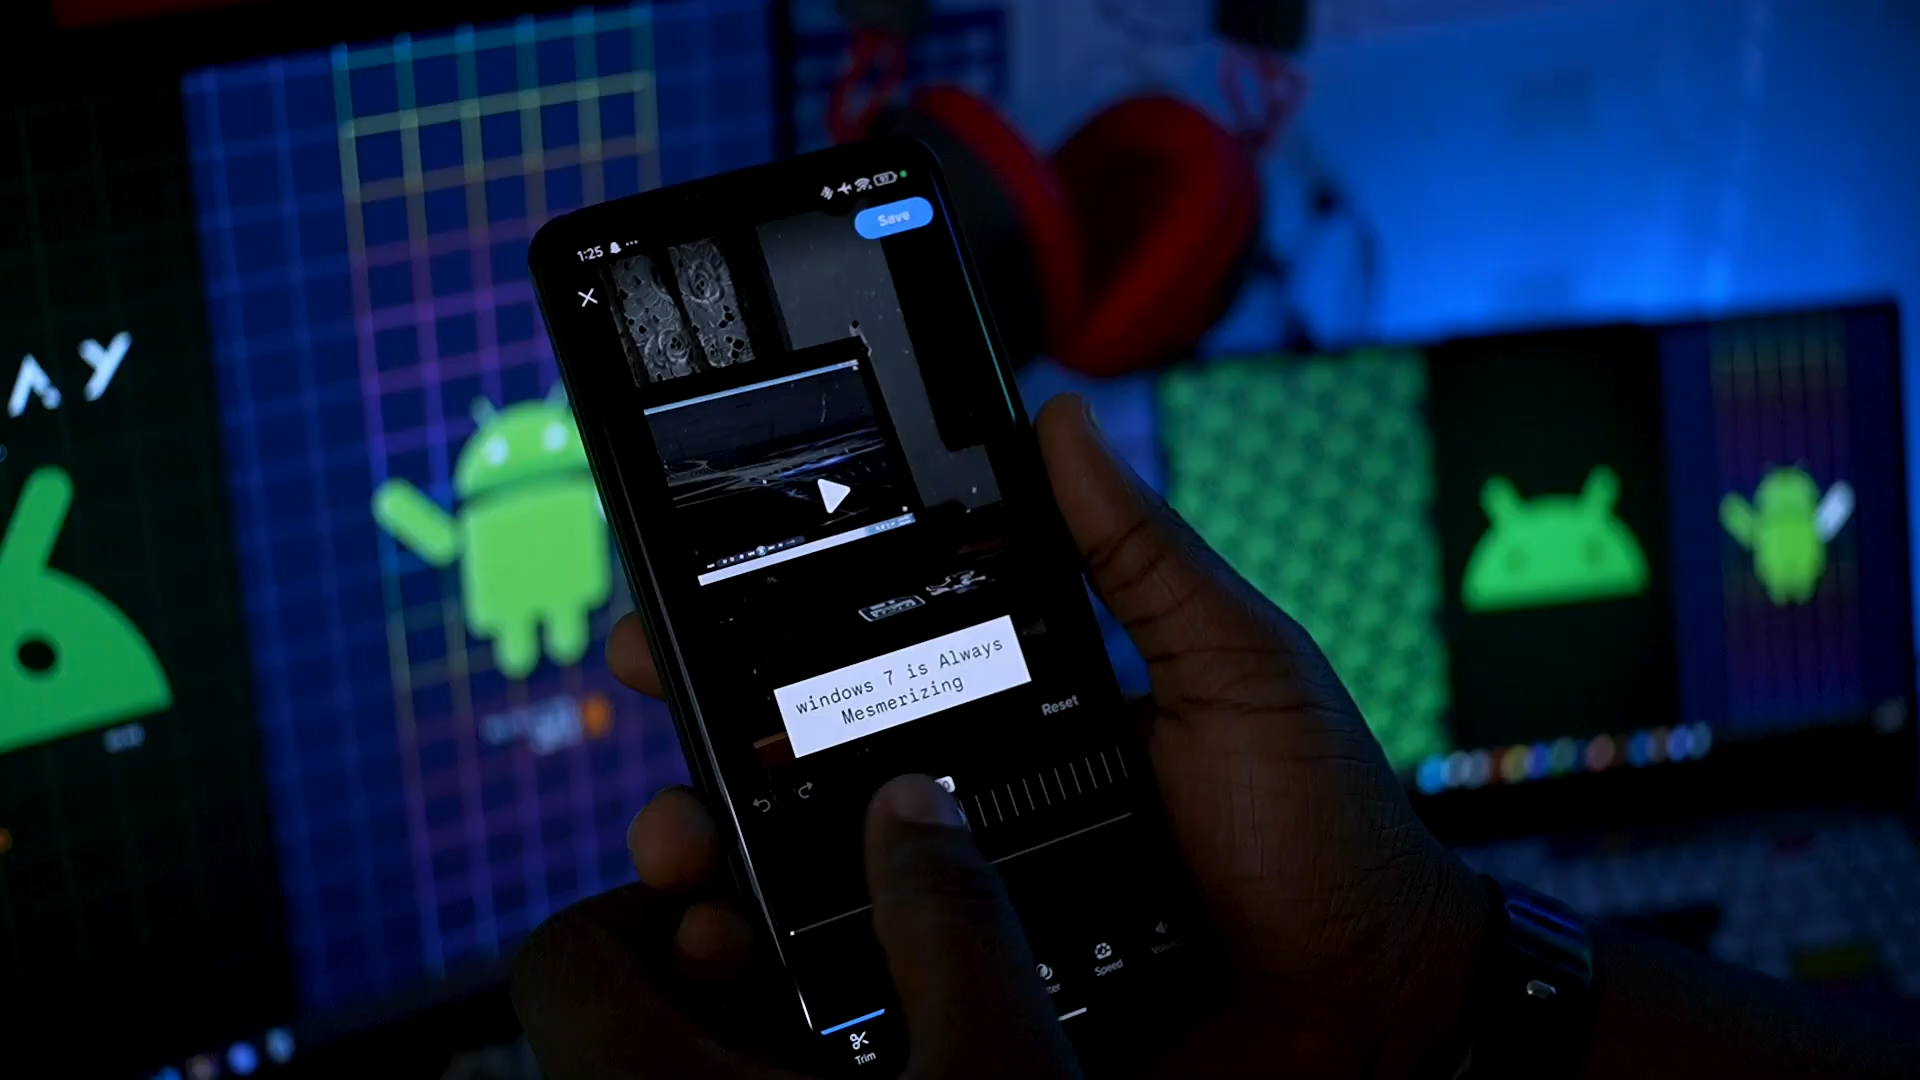 A Y
1:25
Save
windows 7 is Always
Mesmerizing
Reset
Speed
Trim